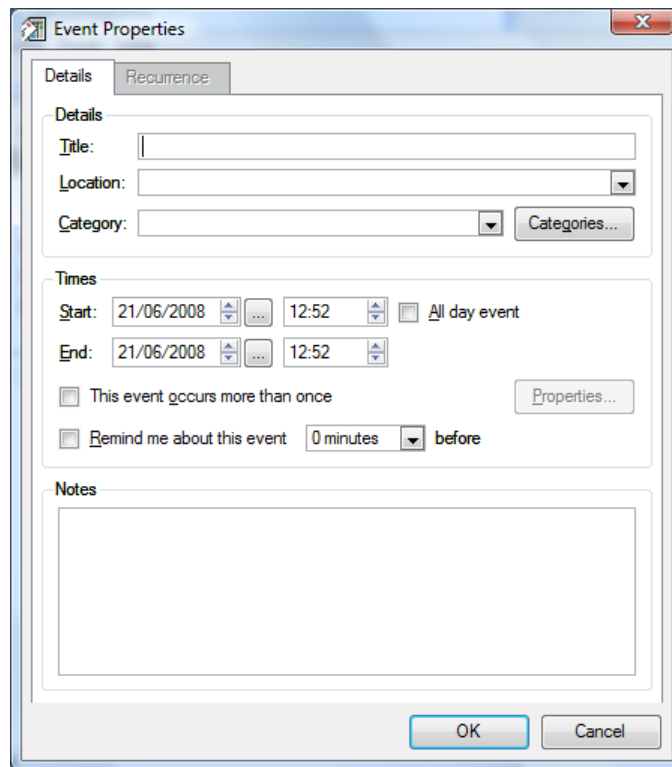 Event Properties
Details Recurrence
Details
Title:
Location:
Category: Categories...
Times
Start: 21/06/2008 ... 12:52 All day event
End: 21/06/2008 ... 12:52
This event occurs more than once Properties...
Remind me about this event 0 minutes before
Notes
OK Cancel